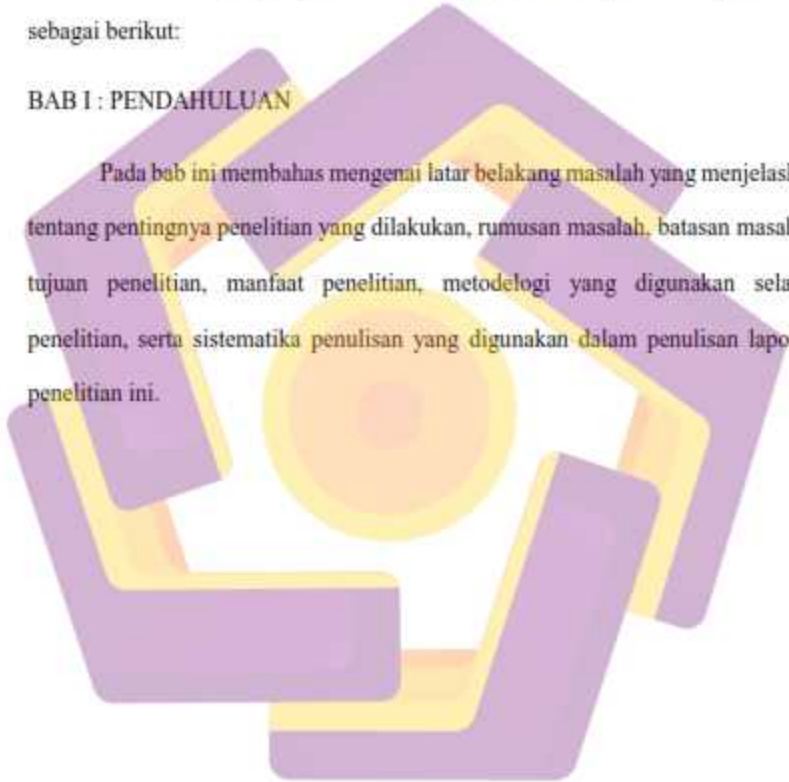 sebagai berikut:
BAB I : PENDAHULUAN
Pada bab ini membahas mengenai latar belakang masalah yang menjelask
tentang pentingnya penelitian yang dilakukan, rumusan masalah, batasan masal
tujuan penelitian, manfaat penelitian, metodelogi yang digunakan sela
penelitian, serta sistematika penulisan yang digunakan dalam penulisan lapo
penelitian ini.